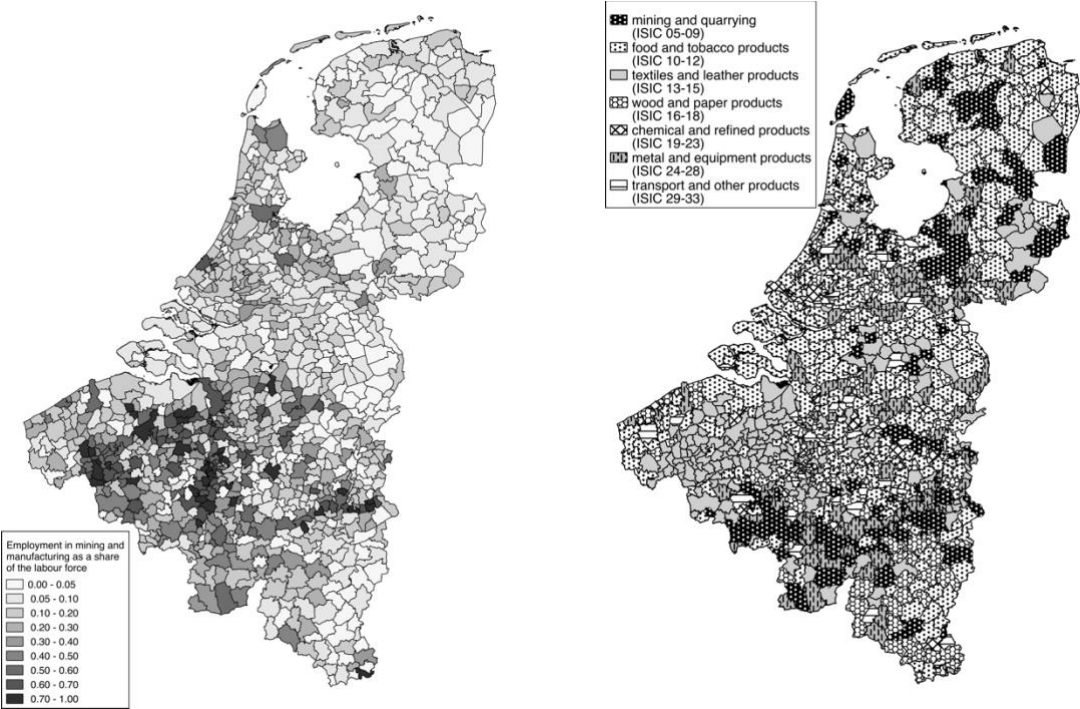 mining and quarrying
(ISIC 05-09)
food and tobacco products
(ISIC 10-12)
textiles and leather products
(ISIC 13-15)
wood and paper products
(ISIC 16-18)
chemical and refined products
(ISIC 19-23)
metal and equipment products
(ISIC 24-28)
transport and other products
(ISIC 29-33)
Employment in mining and
manufacturing as a share
of the labour force
0.00 - 0.05
0.05 - 0.10
0.10 - 0.20
0.20 - 0.30
0.30 - 0.40
0.40 - 0.50
0.50 - 0.60
0.60 - 0.70
0.70 - 1.00